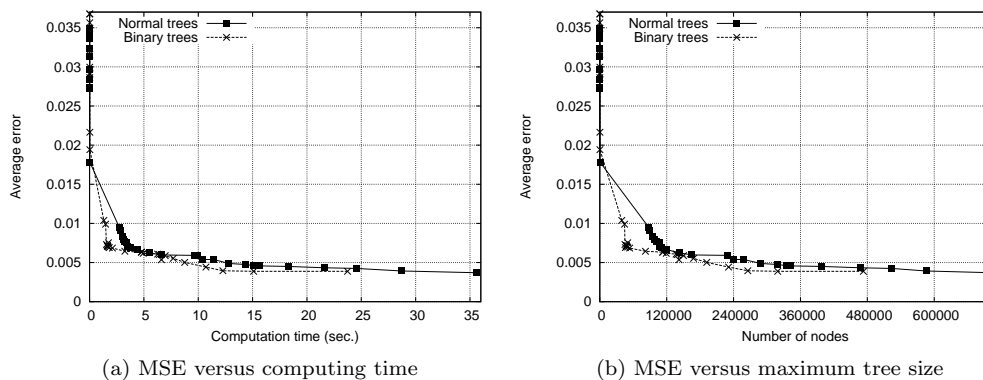 Average error
0.035
0.03
0.025
0.02
0.015
0.01
0.005
0
Normal trees
Binary trees
0 5 10 15 20 25 30 35
Computation time (sec.)
(a) MSE versus computing time
Average error
0.035
0.03
0.025
0.02
0.015
0.01
0.005
0
Normal trees
Binary trees
0 120000 240000 360000 480000 600000
Number of nodes
(b) MSE versus maximum tree size